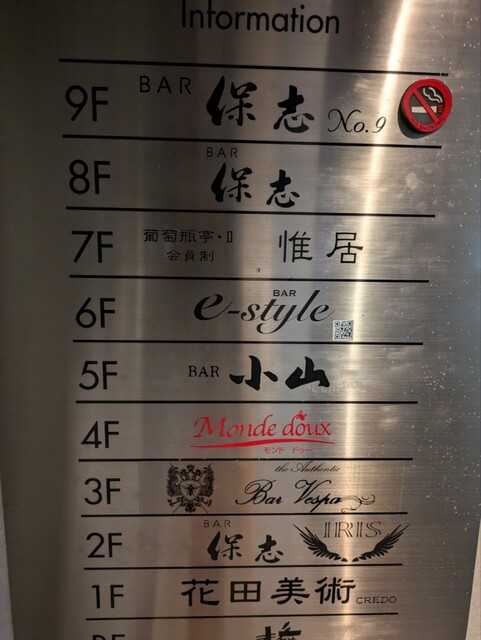 Information
9F BAR 保志 No.9
8F BAR 保志
7F 葡萄瓶亭・II 会員制 惟居
6F BAR e-style
5F BAR 小山
4F Monde doux モンド ドゥー
3F the Authentic Bar Vespa
2F BAR 保志 IRIS
1F 花田美術 CREDO